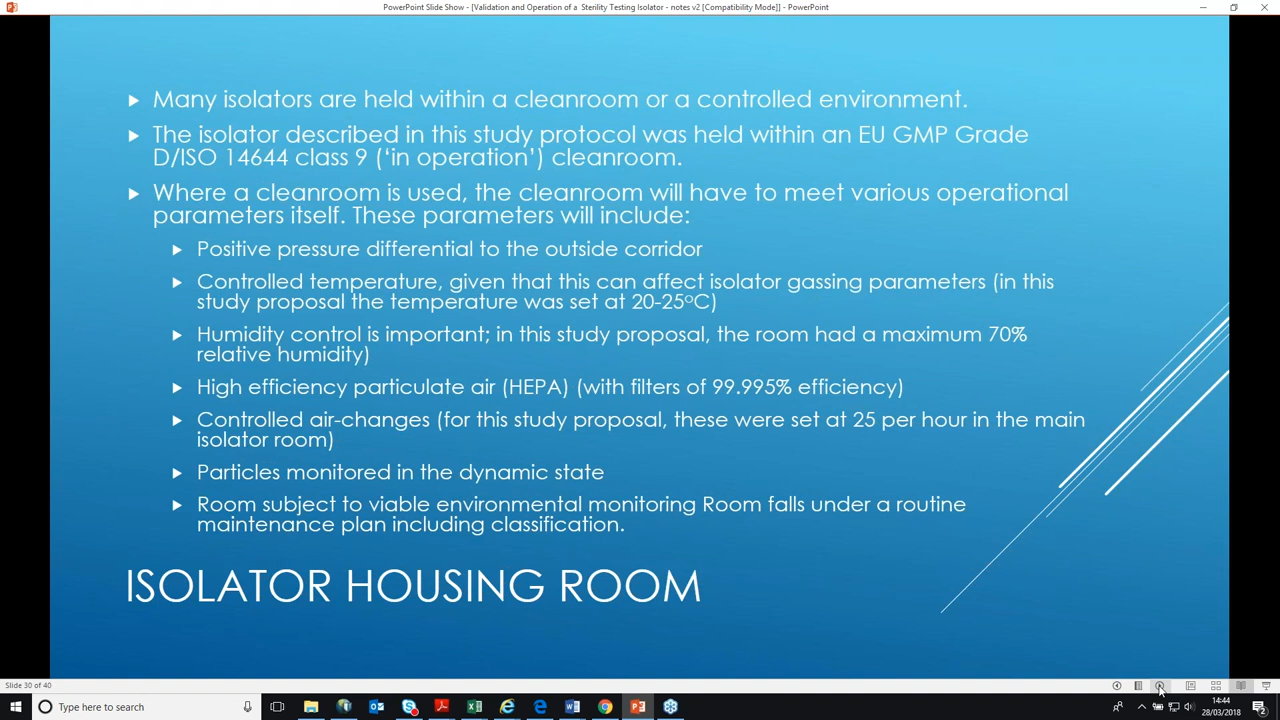 PowerPoint Slide Show - [Validation and Operation of a Sterility Testing Isolator - notes v2 [Compatibility Mode]] - PowerPoint
Many isolators are held within a cleanroom or a controlled environment.
The isolator described in this study protocol was held within an EU GMP Grade
D/ISO 14644 class 9 (‘in operation’) cleanroom.
Where a cleanroom is used, the cleanroom will have to meet various operational
parameters itself. These parameters will include:
Positive pressure differential to the outside corridor
Controlled temperature, given that this can affect isolator gassing parameters (in this
study proposal the temperature was set at 20-25°C)
Humidity control is important; in this study proposal, the room had a maximum 70%
relative humidity)
High efficiency particulate air (HEPA) (with filters of 99.995% efficiency)
Controlled air-changes (for this study proposal, these were set at 25 per hour in the main
isolator room)
Particles monitored in the dynamic state
Room subject to viable environmental monitoring Room falls under a routine
maintenance plan including classification.
ISOLATOR HOUSING ROOM
Slide 30 of 40
Type here to search
14:44
28/03/2018
2